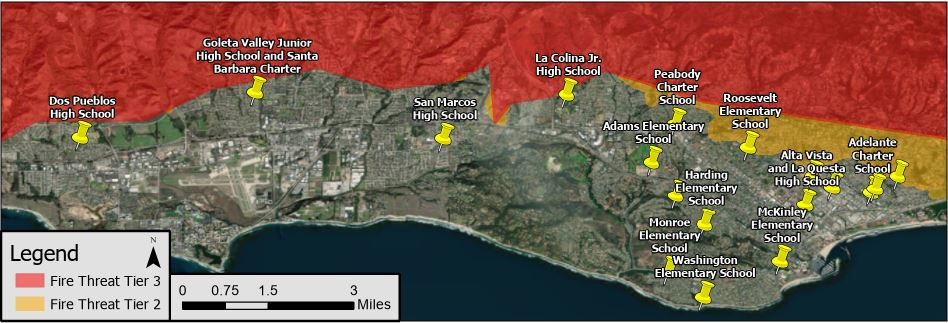 Goleta Valley Junior
High School and Santa
Barbara Charter
La Colina Jr.
High School
Peabody
Charter
School
Dos Pueblos
High School
San Marcos
High School
Roosevelt
Elementary
School
Adams Elementary
School
Alta Vista
and La Questa
High School
Adelante
Charter
School
Harding
Elementary
School
McKinley
Elementary
School
Monroe
Elementary
School
Washington
Elementary School
Legend
N
Fire Threat Tier 3
Fire Threat Tier 2
0 0.75 1.5 3
Miles